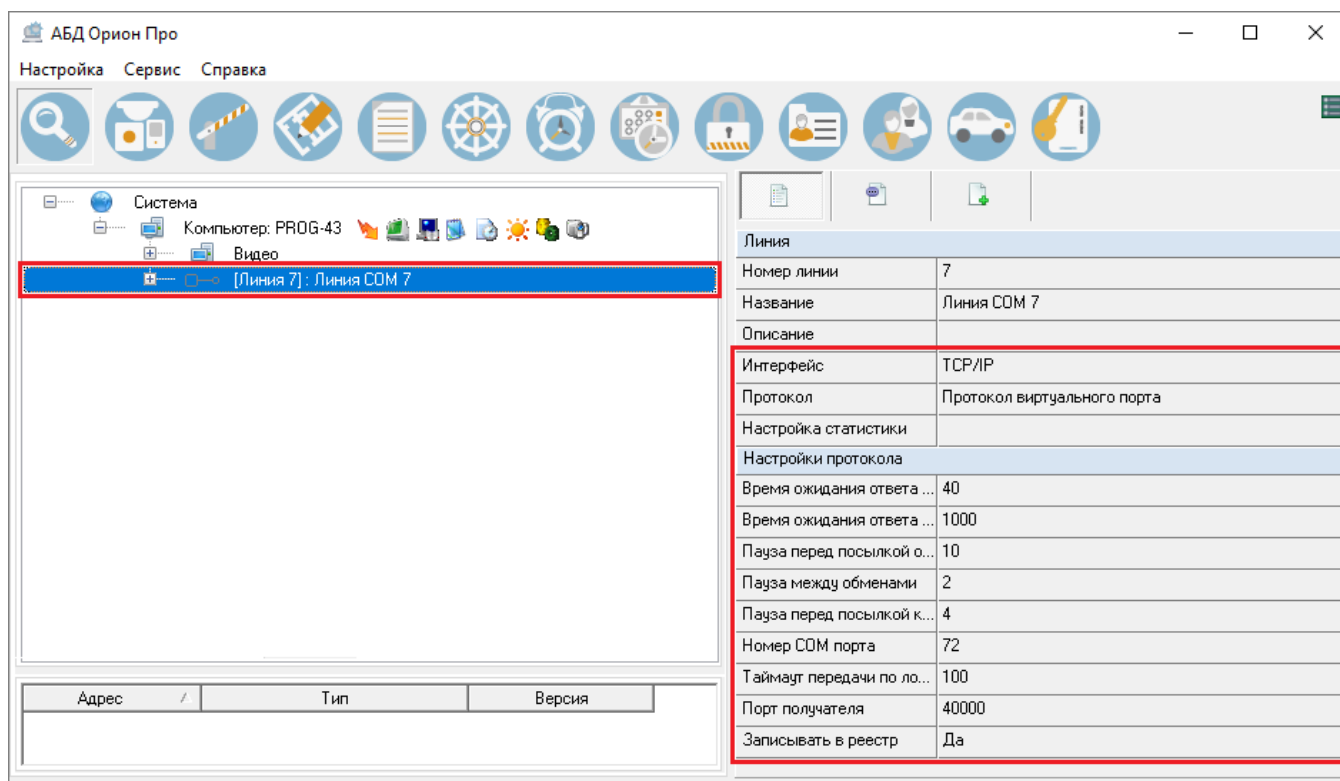 АБД Орион Про
Настройка Сервис Справка
Система
Компьютер: PROG-43
Видео
[Линия 7] : Линия COM 7
Адрес Тип Версия
Линия
Номер линии 7
Название Линия COM 7
Описание
Интерфейс TCP/IP
Протокол Протокол виртуального порта
Настройка статистики
Настройки протокола
Время ожидания ответа ... 40
Время ожидания ответа ... 1000
Пауза перед посылкой о... 10
Пауза между обменами 2
Пауза перед посылкой к... 4
Номер COM порта 72
Таймаут передачи по ло... 100
Порт получателя 40000
Записывать в реестр Да